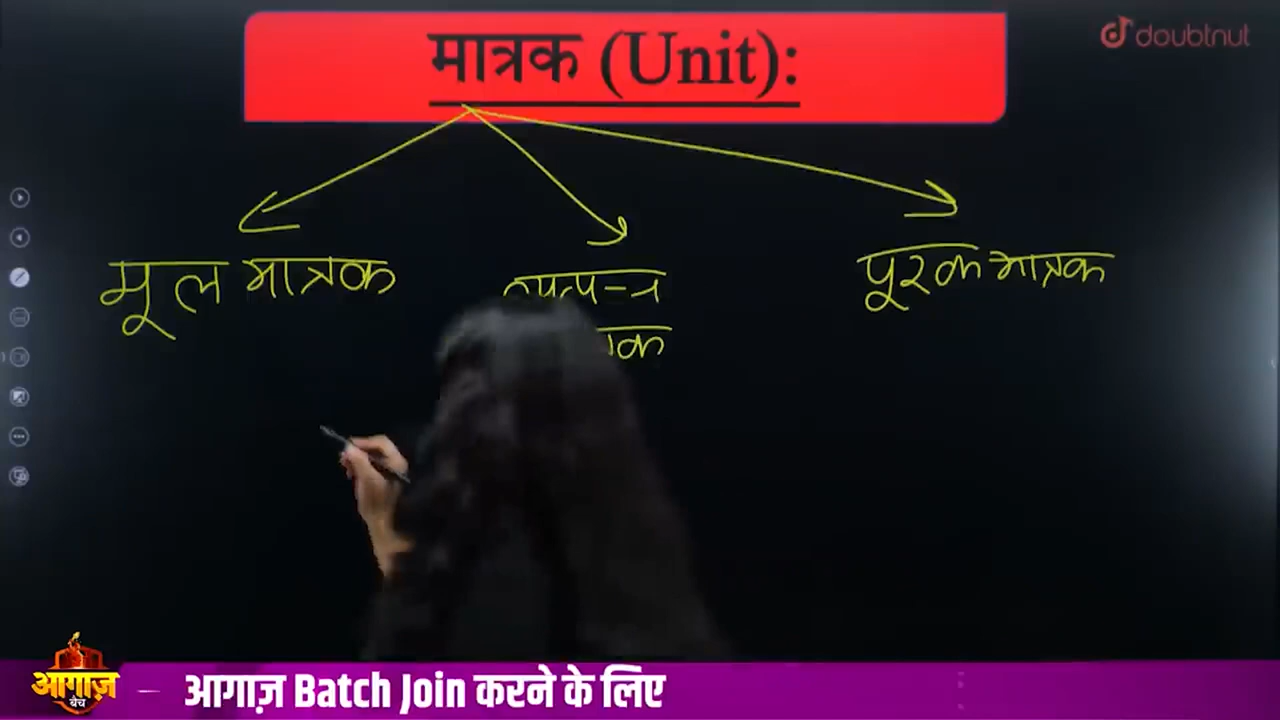 मात्रक (Unit):
doubtnut
मूल मात्रक
पूरक मात्रक
आगाज़
बैच
आगाज़ Batch Join करने के लिए